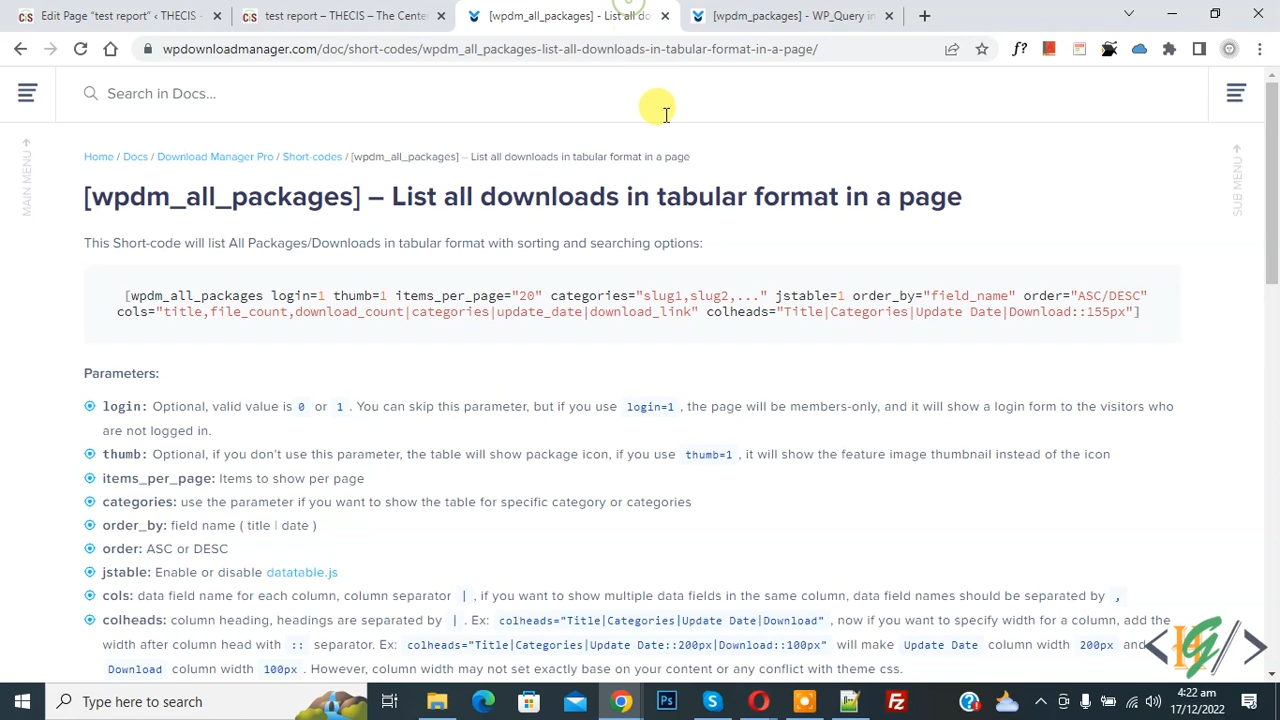 Edit Page “test report” ‹ THECIS
test report – THECIS – The Cente
[wpdm_all_packages] - List all do
[wpdm_packages] - WP_Query in
wpdownloadmanager.com/doc/short-codes/wpdm_all_packages-list-all-downloads-in-tabular-format-in-a-page/
Search in Docs...
MAIN MENU
SUB MENU
Home / Docs / Download Manager Pro / Short-codes / [wpdm_all_packages] – List all downloads in tabular format in a page
[wpdm_all_packages] – List all downloads in tabular format in a page
This Short-code will list All Packages/Downloads in tabular format with sorting and searching options:
[wpdm_all_packages login=1 thumb=1 items_per_page="20" categories="slug1,slug2,..." jstable=1 order_by="field_name" order="ASC/DESC"
cols="title,file_count,download_count|categories|update_date|download_link" colheads="Title|Categories|Update Date|Download::155px"]
Parameters:
login: Optional, valid value is 0 or 1 . You can skip this parameter, but if you use login=1 , the page will be members-only, and it will show a login form to the visitors who
are not logged in.
thumb: Optional, if you don't use this parameter, the table will show package icon, if you use thumb=1 , it will show the feature image thumbnail instead of the icon
items_per_page: Items to show per page
categories: use the parameter if you want to show the table for specific category or categories
order_by: field name ( title | date )
order: ASC or DESC
jstable: Enable or disable datatable.js
cols: data field name for each column, column separator | , if you want to show multiple data fields in the same column, data field names should be separated by ,
colheads: column heading, headings are separated by | . Ex: colheads="Title|Categories|Update Date|Download" , now if you want to specify width for a column, add the
width after column head with :: separator. Ex: colheads="Title|Categories|Update Date::200px|Download::100px" will make Update Date column width 200px and
Download column width 100px . However, column width may not set exactly base on your content or any conflict with theme css.
Type here to search
4:22 am
17/12/2022